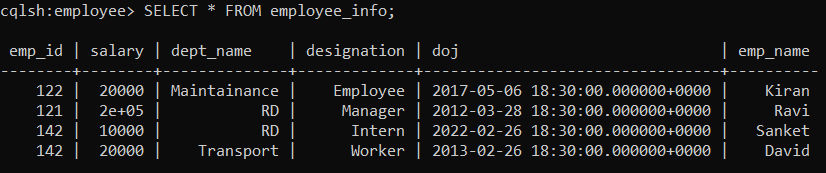 cqlsh:employee> SELECT * FROM employee_info;
emp_id | salary | dept_name | designation | doj | emp_name
--------+--------+--------------+-------------+---------------------------------+----------
122 | 20000 | Maintainance | Employee | 2017-05-06 18:30:00.000000+0000 | Kiran
121 | 2e+05 | RD | Manager | 2012-03-28 18:30:00.000000+0000 | Ravi
142 | 10000 | RD | Intern | 2022-02-26 18:30:00.000000+0000 | Sanket
142 | 20000 | Transport | Worker | 2013-02-26 18:30:00.000000+0000 | David